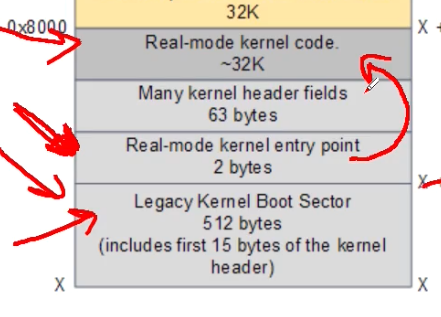 32K
0x8000
X +
Real-mode kernel code.
~32K
Many kernel header fields
63 bytes
Real-mode kernel entry point
2 bytes
X
Legacy Kernel Boot Sector
512 bytes
(includes first 15 bytes of the kernel
header)
X
X